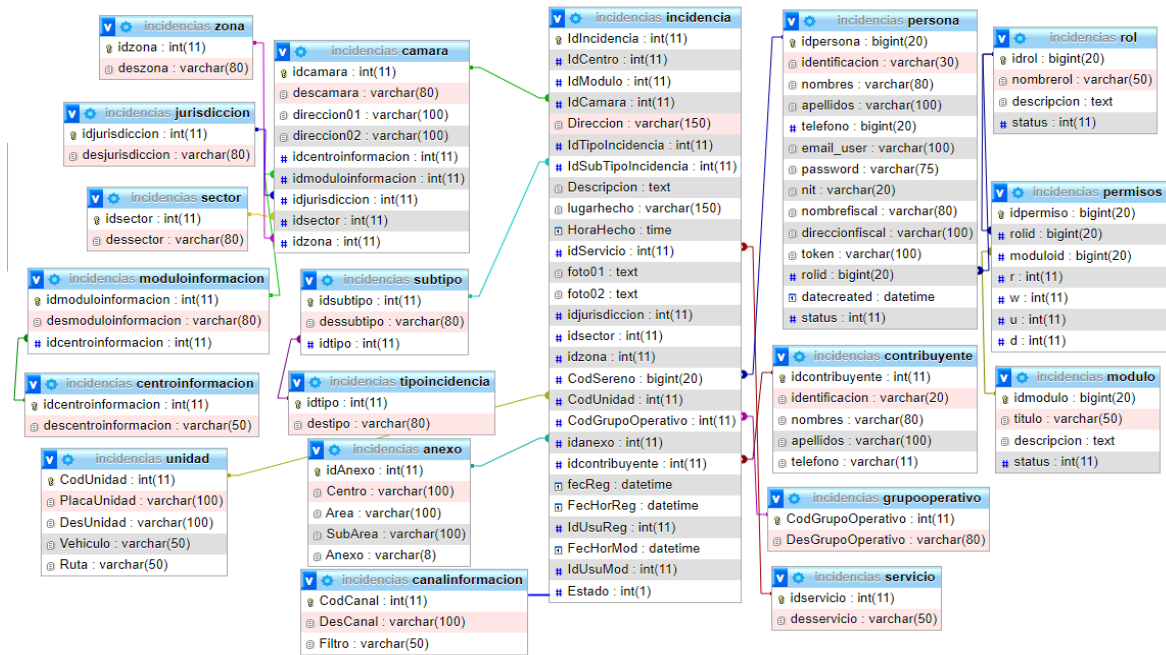 incidencias zona
idzona : int(11)
deszona : varchar(80)
incidencias jurisdiccion
idjurisdiccion : int(11)
desjurisdiccion : varchar(80)
incidencias sector
idsector : int(11)
dessector : varchar(80)
incidencias moduloinformacion
idmoduloinformacion : int(11)
desmoduloinformacion : varchar(80)
# idcentroinformacion : int(11)
incidencias centroinformacion
idcentroinformacion : int(11)
descentroinformacion : varchar(50)
incidencias unidad
CodUnidad : int(11)
PlacaUnidad : varchar(100)
DesUnidad : varchar(100)
Vehiculo : varchar(50)
Ruta : varchar(50)
incidencias camara
idcamara : int(11)
descamara : varchar(80)
direccion01 : varchar(100)
direccion02 : varchar(100)
# idcentroinformacion : int(11)
# idmoduloinformacion : int(11)
# idjurisdiccion : int(11)
# idsector : int(11)
# idzona : int(11)
incidencias subtipo
idsubtipo : int(11)
dessubtipo : varchar(80)
# idtipo : int(11)
incidencias tipoincidencia
idtipo : int(11)
destipo : varchar(80)
incidencias anexo
idAnexo : int(11)
Centro : varchar(100)
Area : varchar(100)
SubArea : varchar(100)
Anexo : varchar(8)
incidencias canalinformacion
CodCanal : int(11)
DesCanal : varchar(100)
Filtro : varchar(50)
incidencias incidencia
IdIncidencia : int(11)
# IdCentro : int(11)
# IdModulo : int(11)
# IdCamara : int(11)
Direccion : varchar(150)
# IdTipoIncidencia : int(11)
# IdSubTipoIncidencia : int(11)
Descripcion : text
lugarhecho : varchar(150)
HoraHecho : time
# idServicio : int(11)
foto01 : text
foto02 : text
# idjurisdiccion : int(11)
# idsector : int(11)
# idzona : int(11)
# CodSereno : bigint(20)
# CodUnidad : int(11)
# CodGrupoOperativo : int(11)
# idanexo : int(11)
# idcontribuyente : int(11)
fecReg : datetime
FecHorReg : datetime
# IdUsuReg : int(11)
FecHorMod : datetime
# IdUsuMod : int(11)
# Estado : int(1)
incidencias persona
idpersona : bigint(20)
identificacion : varchar(30)
nombres : varchar(80)
apellidos : varchar(100)
# telefono : bigint(20)
email_user : varchar(100)
password : varchar(75)
nit : varchar(20)
nombrefiscal : varchar(80)
direccionfiscal : varchar(100)
token : varchar(100)
# rolid : bigint(20)
datecreated : datetime
# status : int(11)
incidencias contribuyente
idcontribuyente : int(11)
identificacion : varchar(20)
nombres : varchar(80)
apellidos : varchar(100)
telefono : varchar(11)
incidencias grupooperativo
CodGrupoOperativo : int(11)
DesGrupoOperativo : varchar(80)
incidencias servicio
idservicio : int(11)
desservicio : varchar(50)
incidencias rol
idrol : bigint(20)
nombrerol : varchar(50)
descripcion : text
# status : int(11)
incidencias permisos
idpermiso : bigint(20)
# rolid : bigint(20)
# moduloid : bigint(20)
# r : int(11)
# w : int(11)
# u : int(11)
# d : int(11)
incidencias modulo
idmodulo : bigint(20)
titulo : varchar(50)
descripcion : text
# status : int(11)